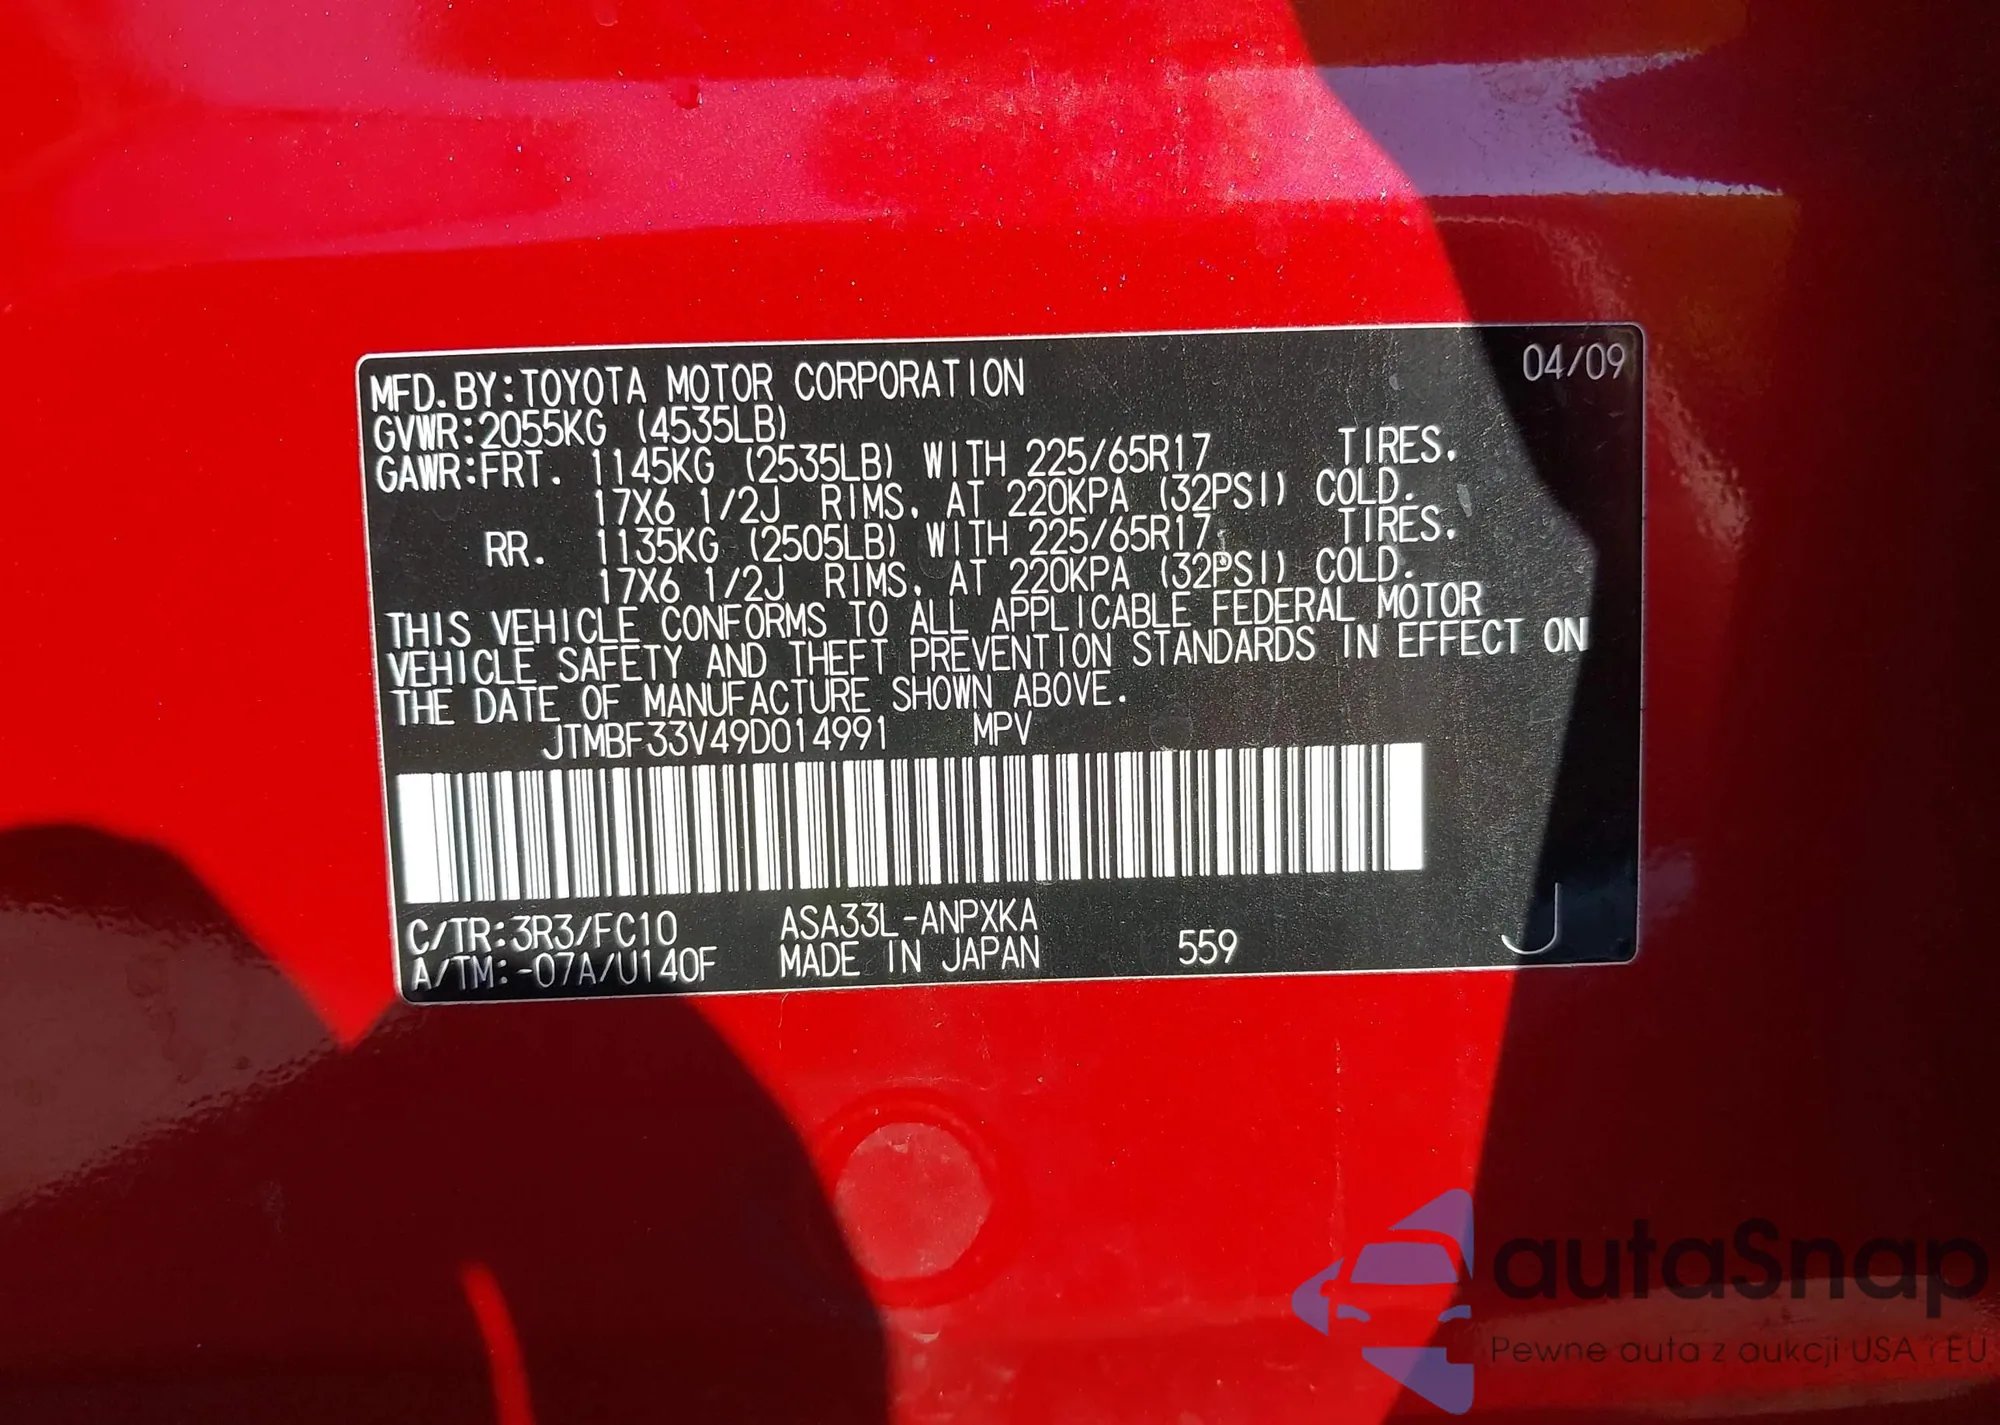 04/09
MFD.BY:TOYOTA MOTOR CORPORATION
GVWR:2055KG (4535LB)
GAWR:FRT. 1145KG (2535LB) WITH 225/65R17 TIRES.
17X6 1/2J RIMS, AT 220KPA (32PSI) COLD.
RR. 1135KG (2505LB) WITH 225/65R17 TIRES.
17X6 1/2J RIMS, AT 220KPA (32PSI) COLD.
THIS VEHICLE CONFORMS TO ALL APPLICABLE FEDERAL MOTOR
VEHICLE SAFETY AND THEFT PREVENTION STANDARDS IN EFFECT ON
THE DATE OF MANUFACTURE SHOWN ABOVE.
JTMBF33V49D014991 MPV
C/TR:3R3/FC10 ASA33L-ANPXKA
A/TM:-07A/U140F MADE IN JAPAN 559 J
autaSnap
Pewne auta z aukcji USA i EU